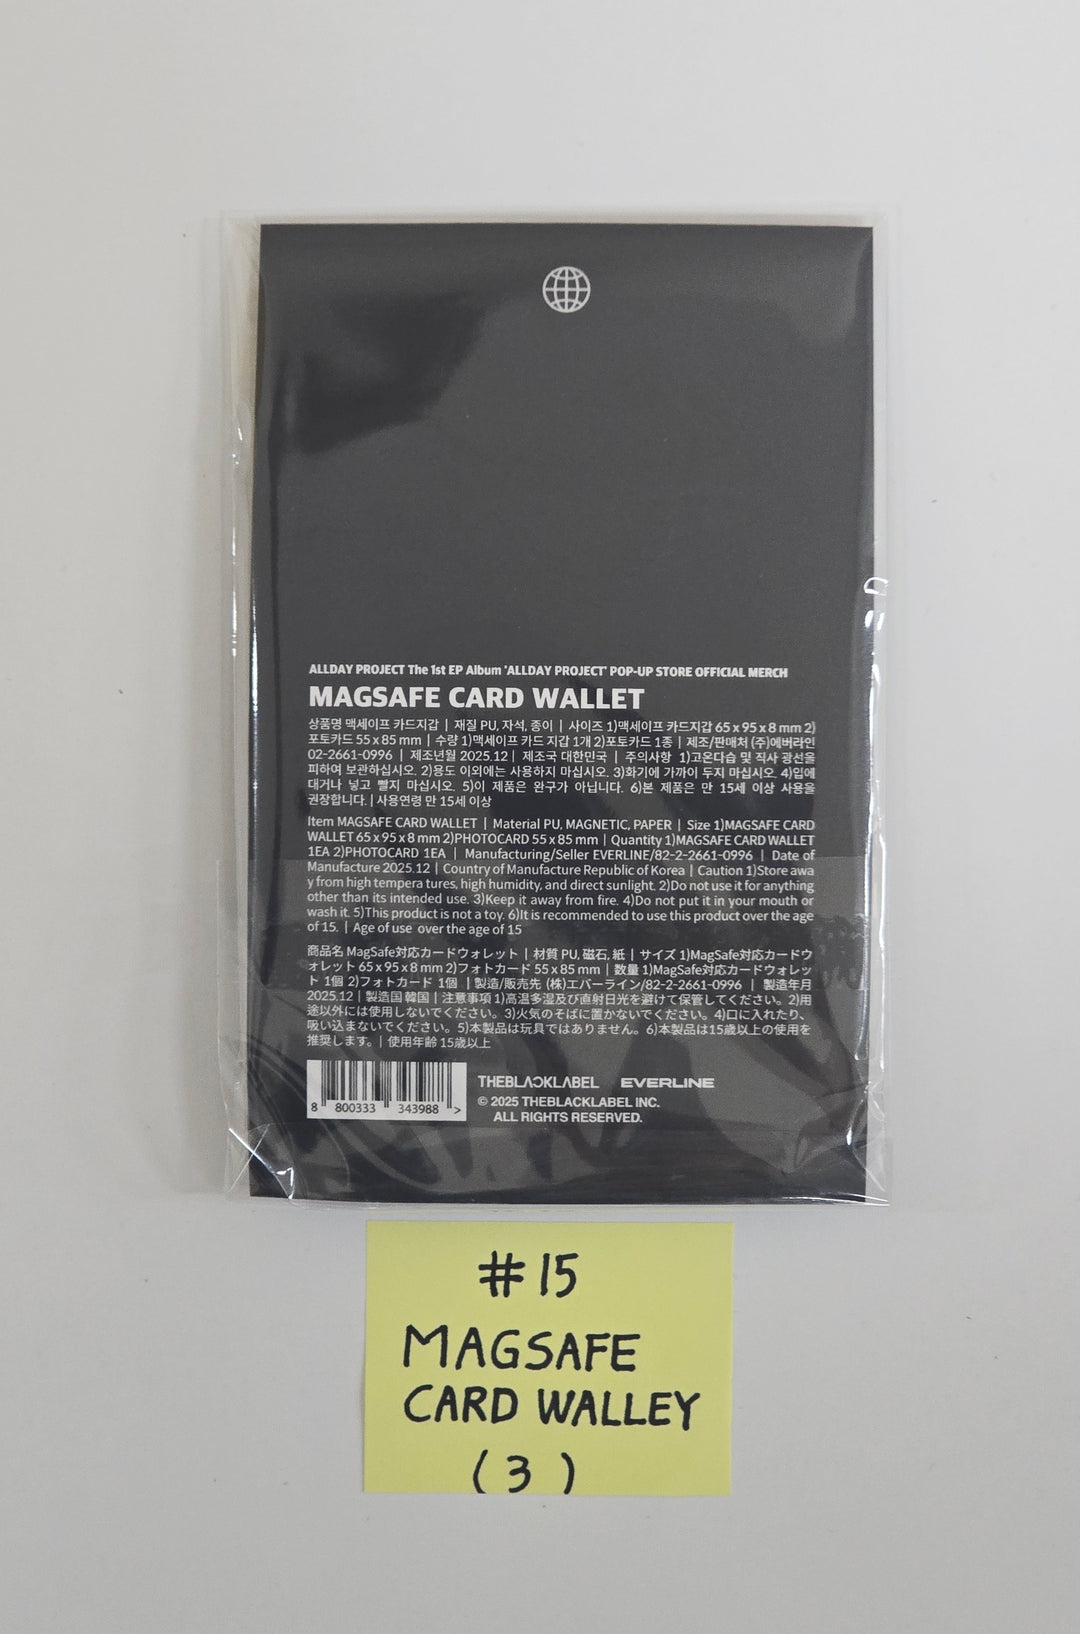 ALLDAY PROJECT The 1st EP Album 'ALLDAY PROJECT' POP-UP STORE OFFICIAL MERCH
MAGSAFE CARD WALLET
상품명 맥세이프 카드지갑 | 재질 PU, 자석, 종이 | 사이즈 1)맥세이프 카드지갑 65 x 95 x 8 mm 2)
포토카드 55 x 85 mm | 수량 1)맥세이프 카드 지갑 1개 2)포토카드 1종 | 제조/판매처 (주)에버라인
02-2661-0996 | 제조년월 2025.12 | 제조국 대한민국 | 주의사항 1)고온다습 및 직사 광선을
피하여 보관하십시오. 2)용도 이외에는 사용하지 마십시오. 3)화기에 가까이 두지 마십시오. 4)입에
대거나 넣고 빨지 마십시오. 5)이 제품은 완구가 아닙니다. 6)본 제품은 만 15세 이상 사용을
권장합니다. | 사용연령 만 15세 이상
Item MAGSAFE CARD WALLET | Material PU, MAGNETIC, PAPER | Size 1)MAGSAFE CARD
WALLET 65 x 95 x 8 mm 2)PHOTOCARD 55 x 85 mm | Quantity 1)MAGSAFE CARD WALLET
1EA 2)PHOTOCARD 1EA | Manufacturing/Seller EVERLINE/82-2-2661-0996 | Date of
Manufacture 2025.12 | Country of Manufacture Republic of Korea | Caution 1)Store awa
y from high tempera tures, high humidity, and direct sunlight. 2)Do not use it for anything
other than its intended use. 3)Keep it away from fire. 4)Do not put it in your mouth or
wash it. 5)This product is not a toy. 6)It is recommended to use this product over the age
of 15. | Age of use over the age of 15
商品名 MagSafe対応カードウォレット | 材質 PU, 磁石, 紙 | サイズ 1)MagSafe対応カードウ
ォレット 65 x 95 x 8 mm 2)フォトカード 55 x 85 mm | 数量 1)MagSafe対応カードウォレッ
ト 1個 2)フォトカード 1個 | 製造/販売先 (株)エバーライン/82-2-2661-0996 | 製造年月
2025.12 | 製造国 韓国 | 注意事項 1)高温多湿及び直射日光を避けて保管してください。2)用
途以外には使用しないでください。3)火気のそばに置かないでください。4)口に入れたり、
吸い込まないでください。5)本製品は玩具ではありません。6)本製品は15歳以上の使用を
推奨します。| 使用年齢 15歳以上
8 800333 343988 >
THEBLACKLABEL EVERLINE
© 2025 THEBLACKLABEL INC.
ALL RIGHTS RESERVED.
#15
MAGSAFE
CARD WALLEY
(3)